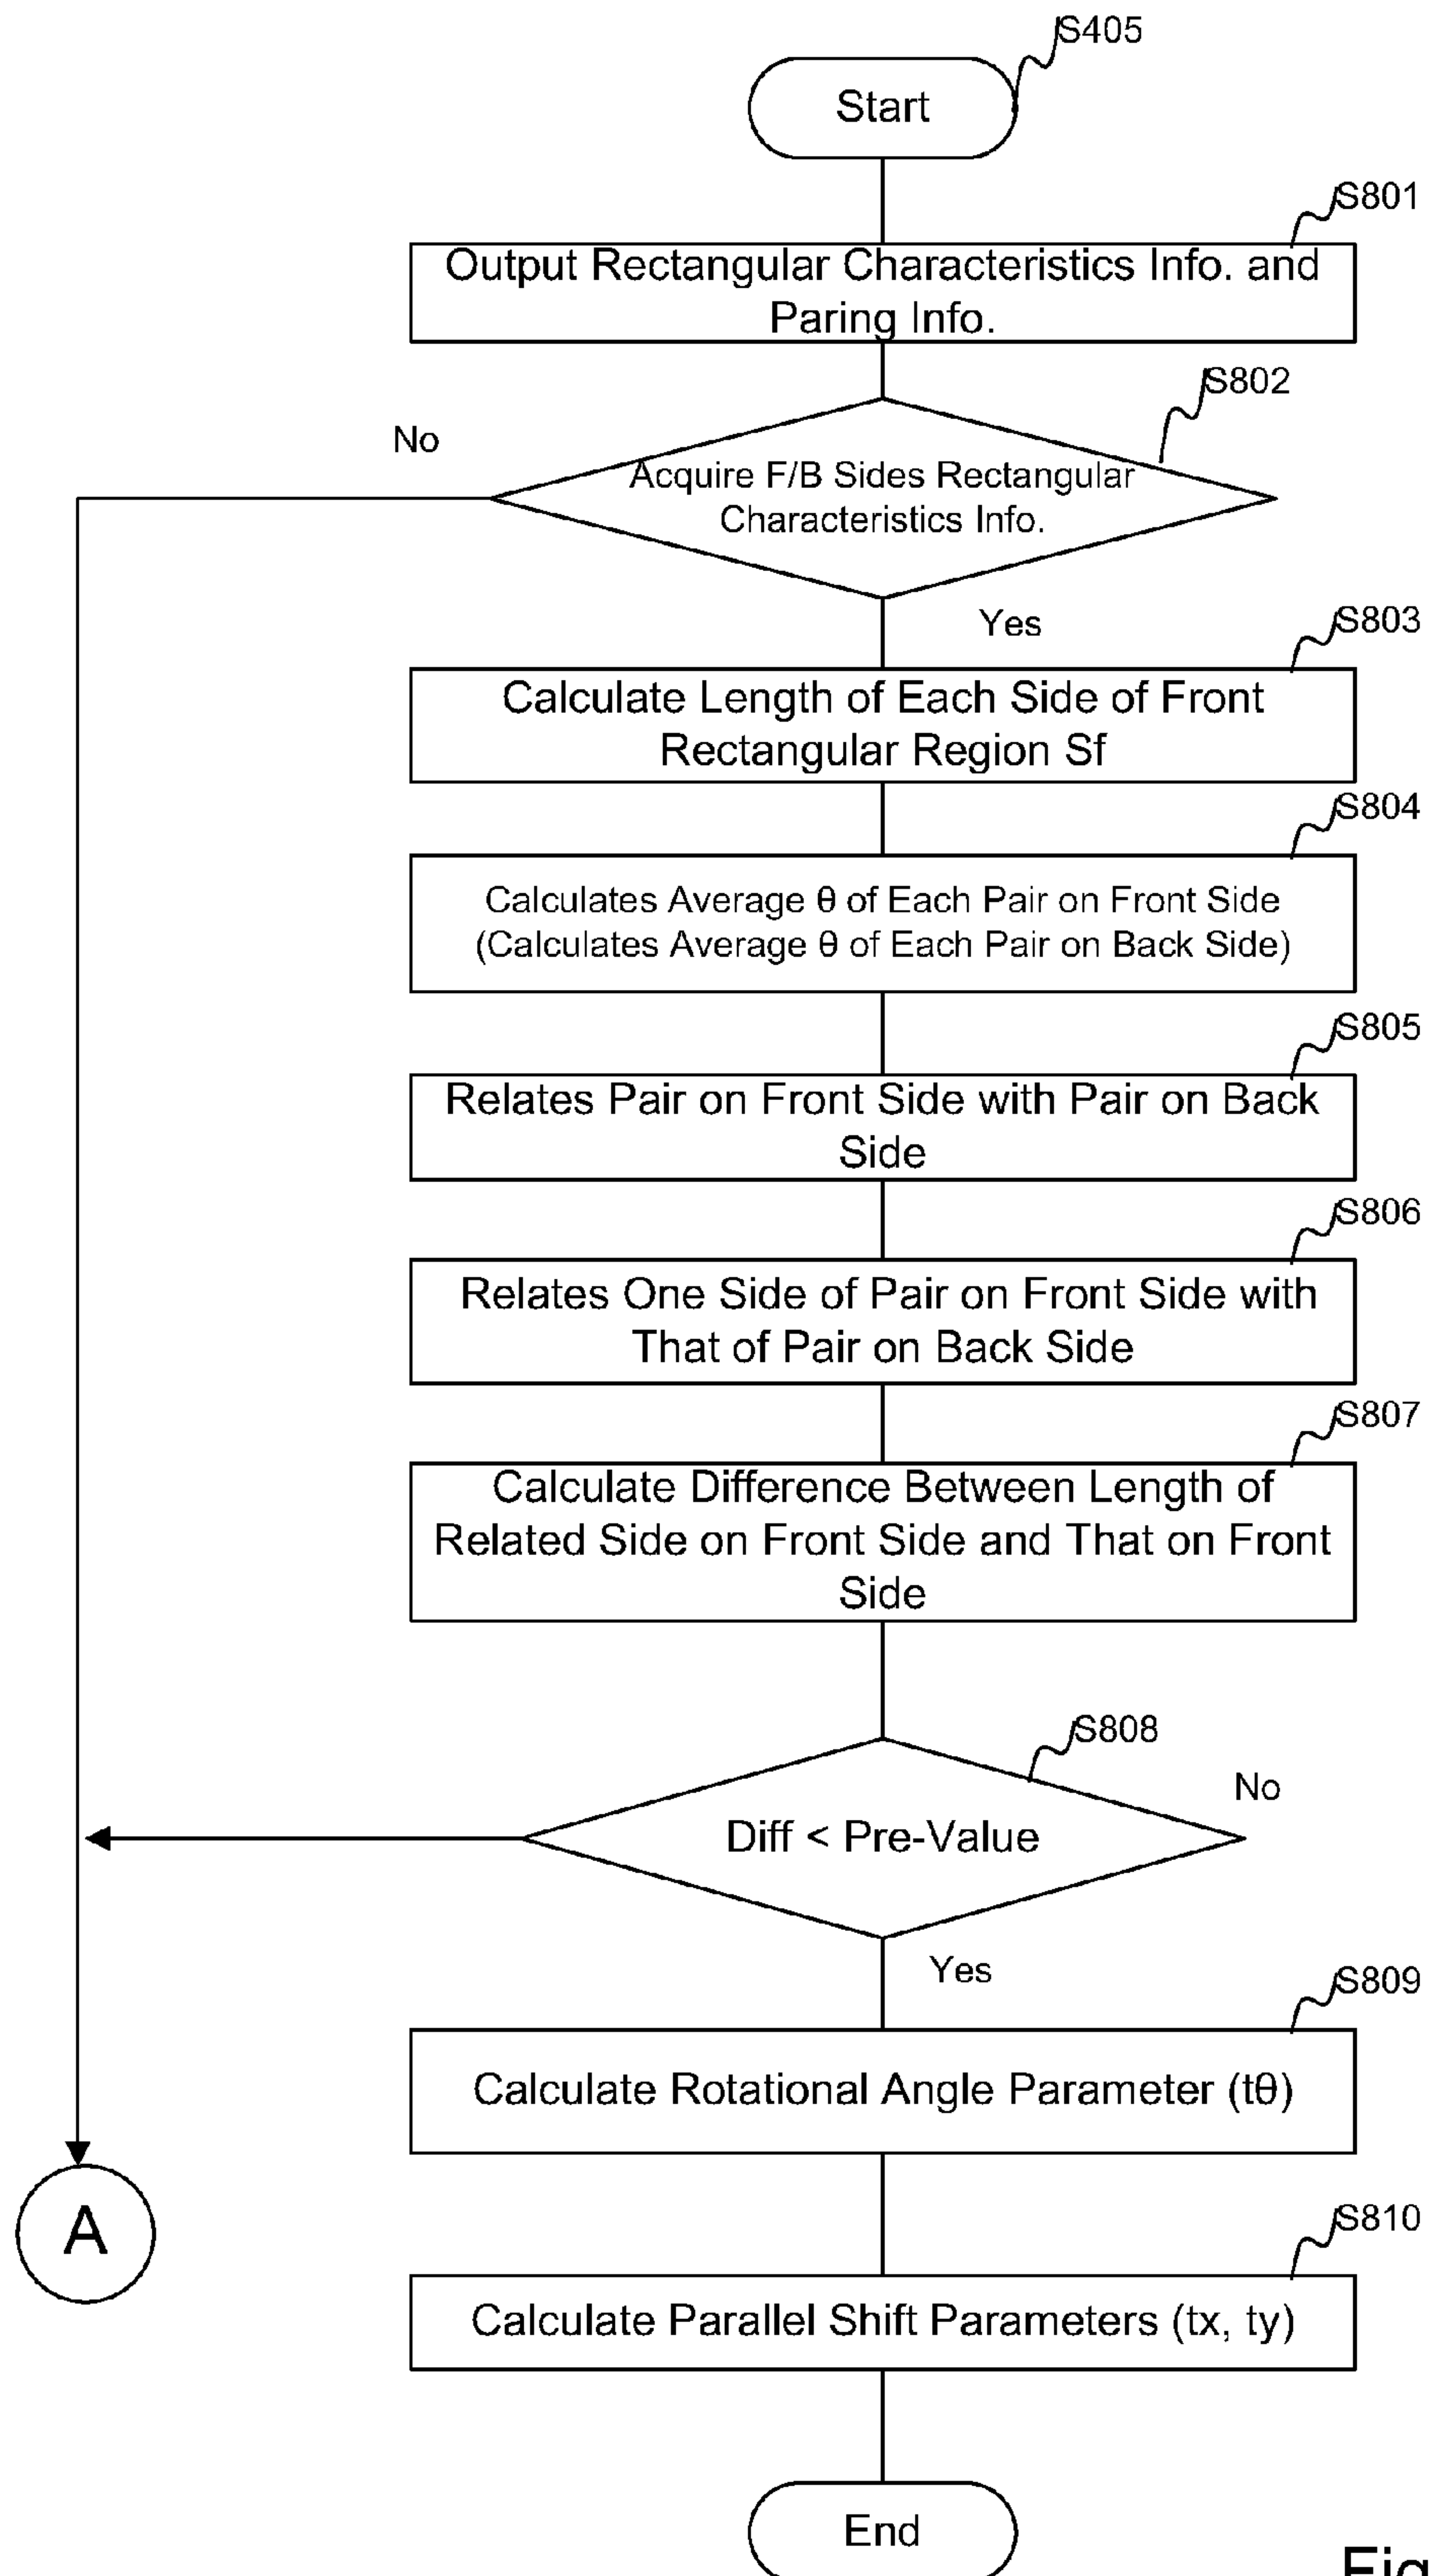 S405
Start
S801
Output Rectangular Characteristics Info. and
Paring Info.
S802
No
Acquire F/B Sides Rectangular
Characteristics Info.
Yes
S803
Calculate Length of Each Side of Front
Rectangular Region Sf
S804
Calculates Average θ of Each Pair on Front Side
(Calculates Average θ of Each Pair on Back Side)
S805
Relates Pair on Front Side with Pair on Back
Side
S806
Relates One Side of Pair on Front Side with
That of Pair on Back Side
S807
Calculate Difference Between Length of
Related Side on Front Side and That on Front
Side
S808
No
Diff < Pre-Value
Yes
S809
Calculate Rotational Angle Parameter (tθ)
A
S810
Calculate Parallel Shift Parameters (tx, ty)
End
Fig